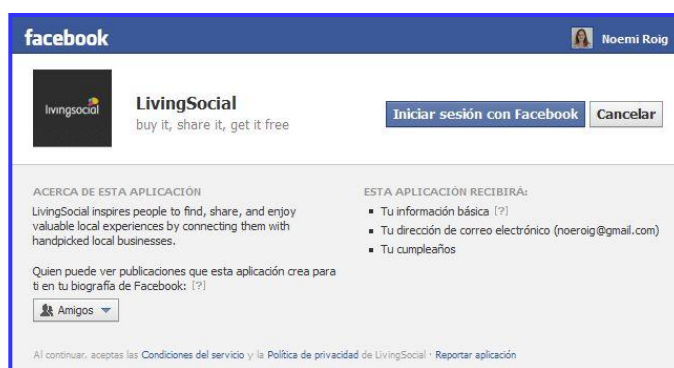 facebook
Noemi Roig
livingsocial
LivingSocial
buy it, share it, get it free
Iniciar sesión con Facebook
Cancelar
ACERCA DE ESTA APLICACIÓN
LivingSocial inspires people to find, share, and enjoy
valuable local experiences by connecting them with
handpicked local businesses.
Quien puede ver publicaciones que esta aplicación crea para
ti en tu biografía de Facebook: [?]
Amigos
ESTA APLICACIÓN RECIBIRÁ:
Tu información básica [?]
Tu dirección de correo electrónico (noeroig@gmail.com)
Tu cumpleaños
Al continuar, aceptas las Condiciones del servicio y la Política de privacidad de LivingSocial · Reportar aplicación